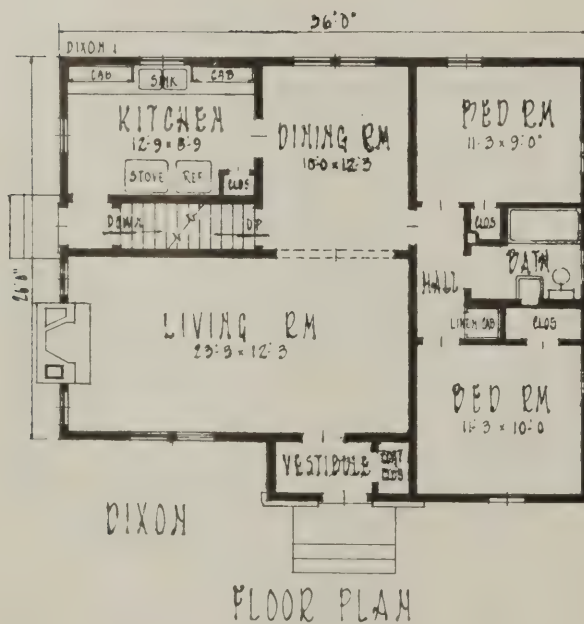 36'0"
DIXON 1
CAB
SINK
CAB
KITCHEN
12-9 x 8-9
STOVE
REF
CLOS
DINING RM
10-0 x 12-3
BED RM
11-3 x 9-0"
DOWN
UP
CLOS
BATH
HALL
26'0"
LIVING RM
23-3 x 12-3
LINEN CAB
CLOS
BED RM
11-3 x 10-0
VESTIBULE
COAT
CLOS
DIXON
FLOOR PLAN